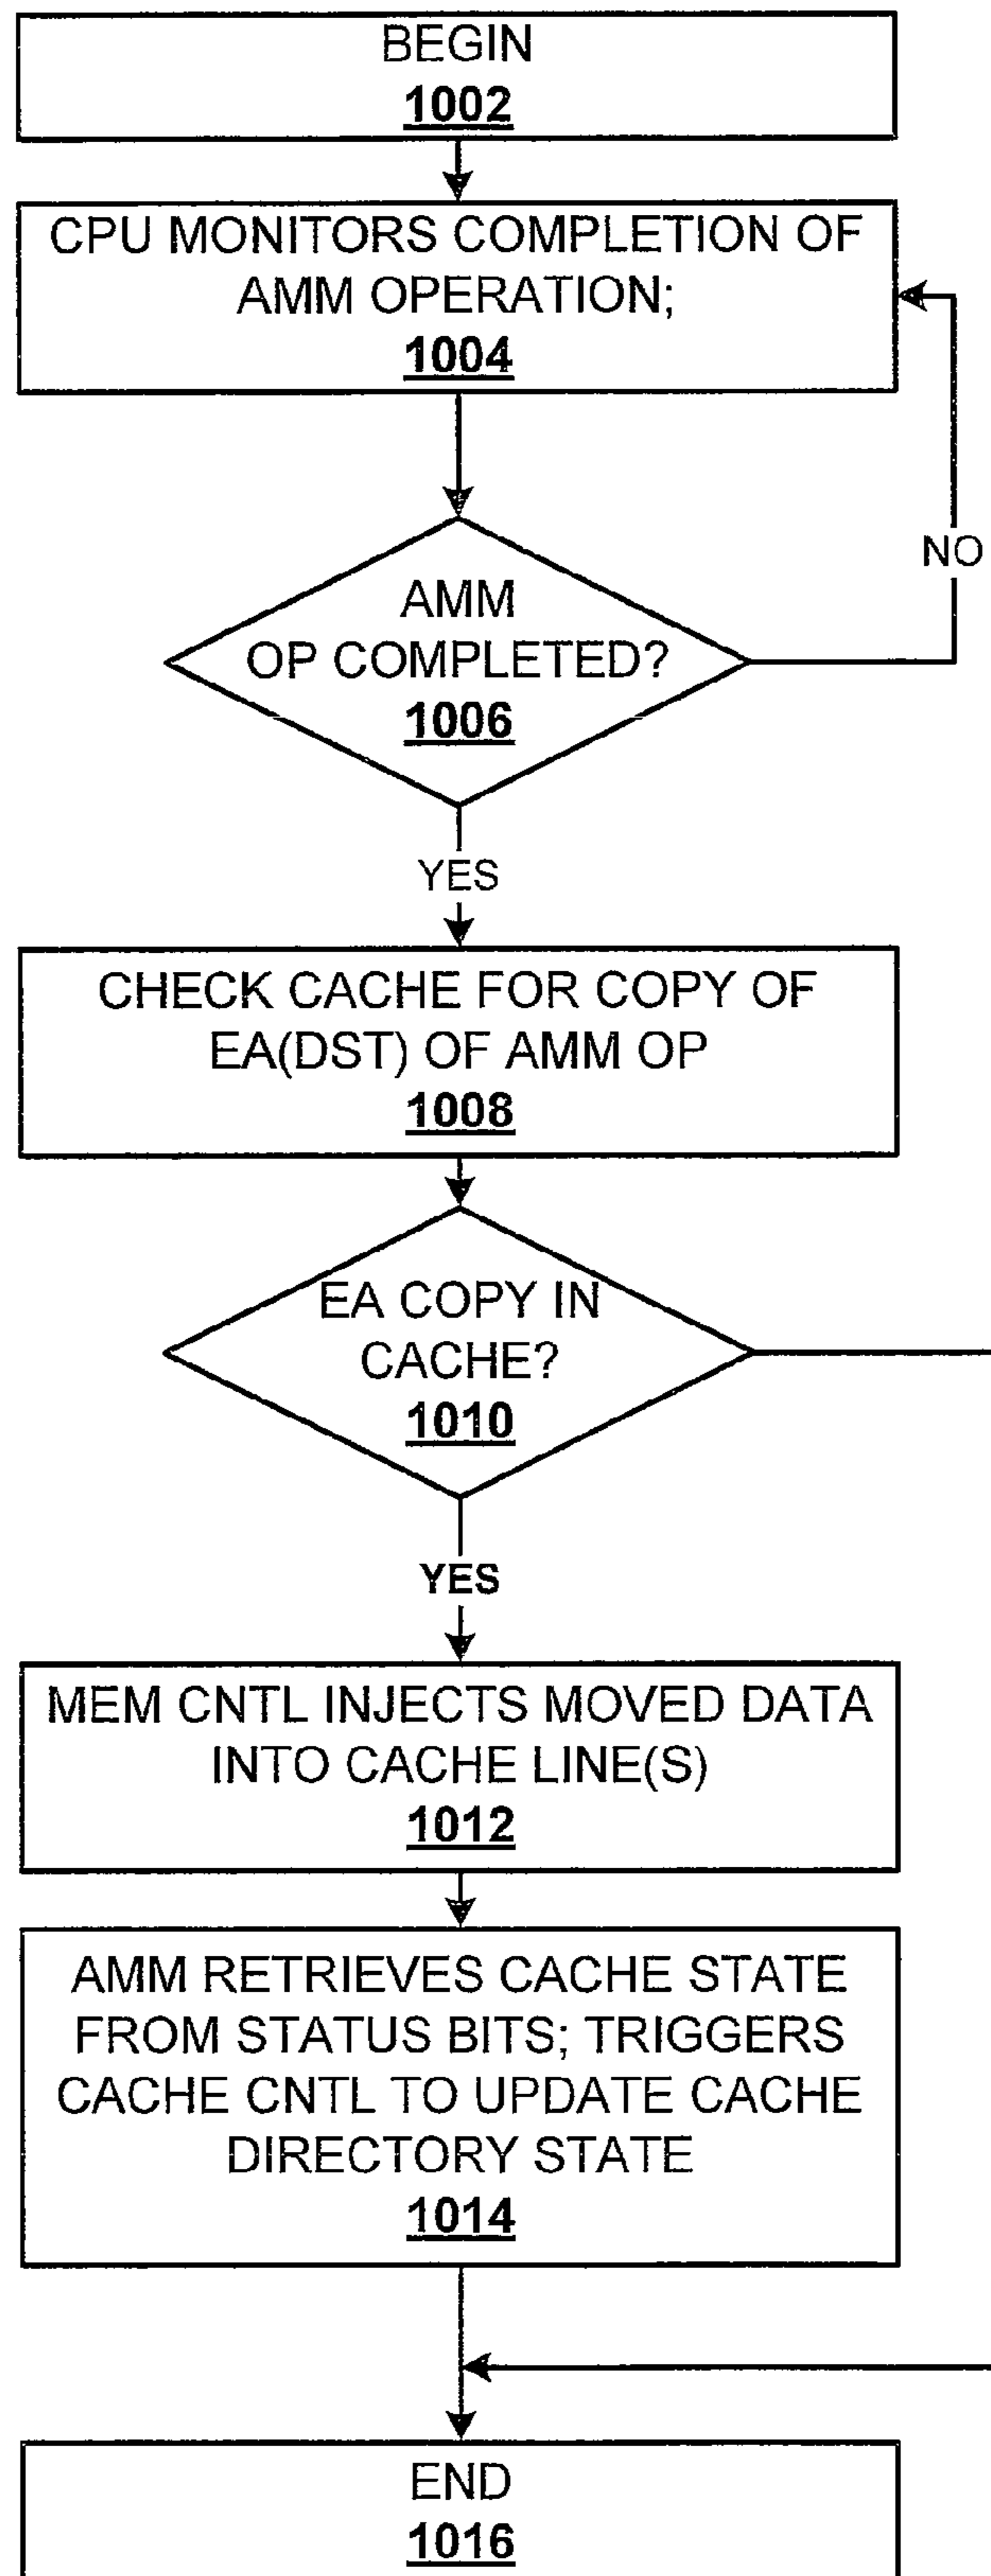 BEGIN
1002
CPU MONITORS COMPLETION OF
AMM OPERATION;
1004
NO
AMM
OP COMPLETED?
1006
YES
CHECK CACHE FOR COPY OF
EA(DST) OF AMM OP
1008
EA COPY IN
CACHE?
1010
YES
MEM CNTL INJECTS MOVED DATA
INTO CACHE LINE(S)
1012
AMM RETRIEVES CACHE STATE
FROM STATUS BITS; TRIGGERS
CACHE CNTL TO UPDATE CACHE
DIRECTORY STATE
1014
END
1016